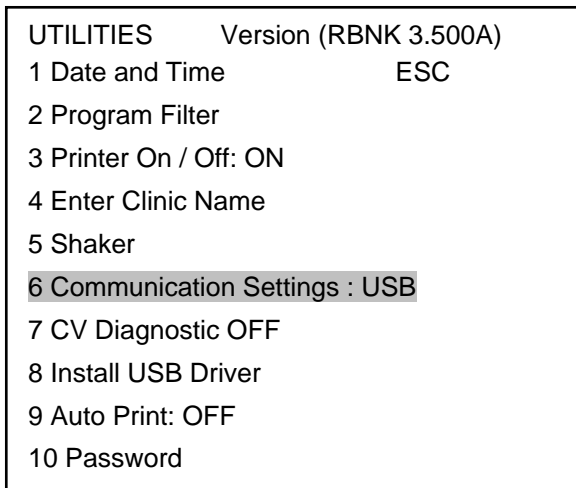 UTILITIES Version (RBNK 3.500A)
1 Date and Time ESC
2 Program Filter
3 Printer On / Off: ON
4 Enter Clinic Name
5 Shaker
6 Communication Settings : USB
7 CV Diagnostic OFF
8 Install USB Driver
9 Auto Print: OFF
10 Password